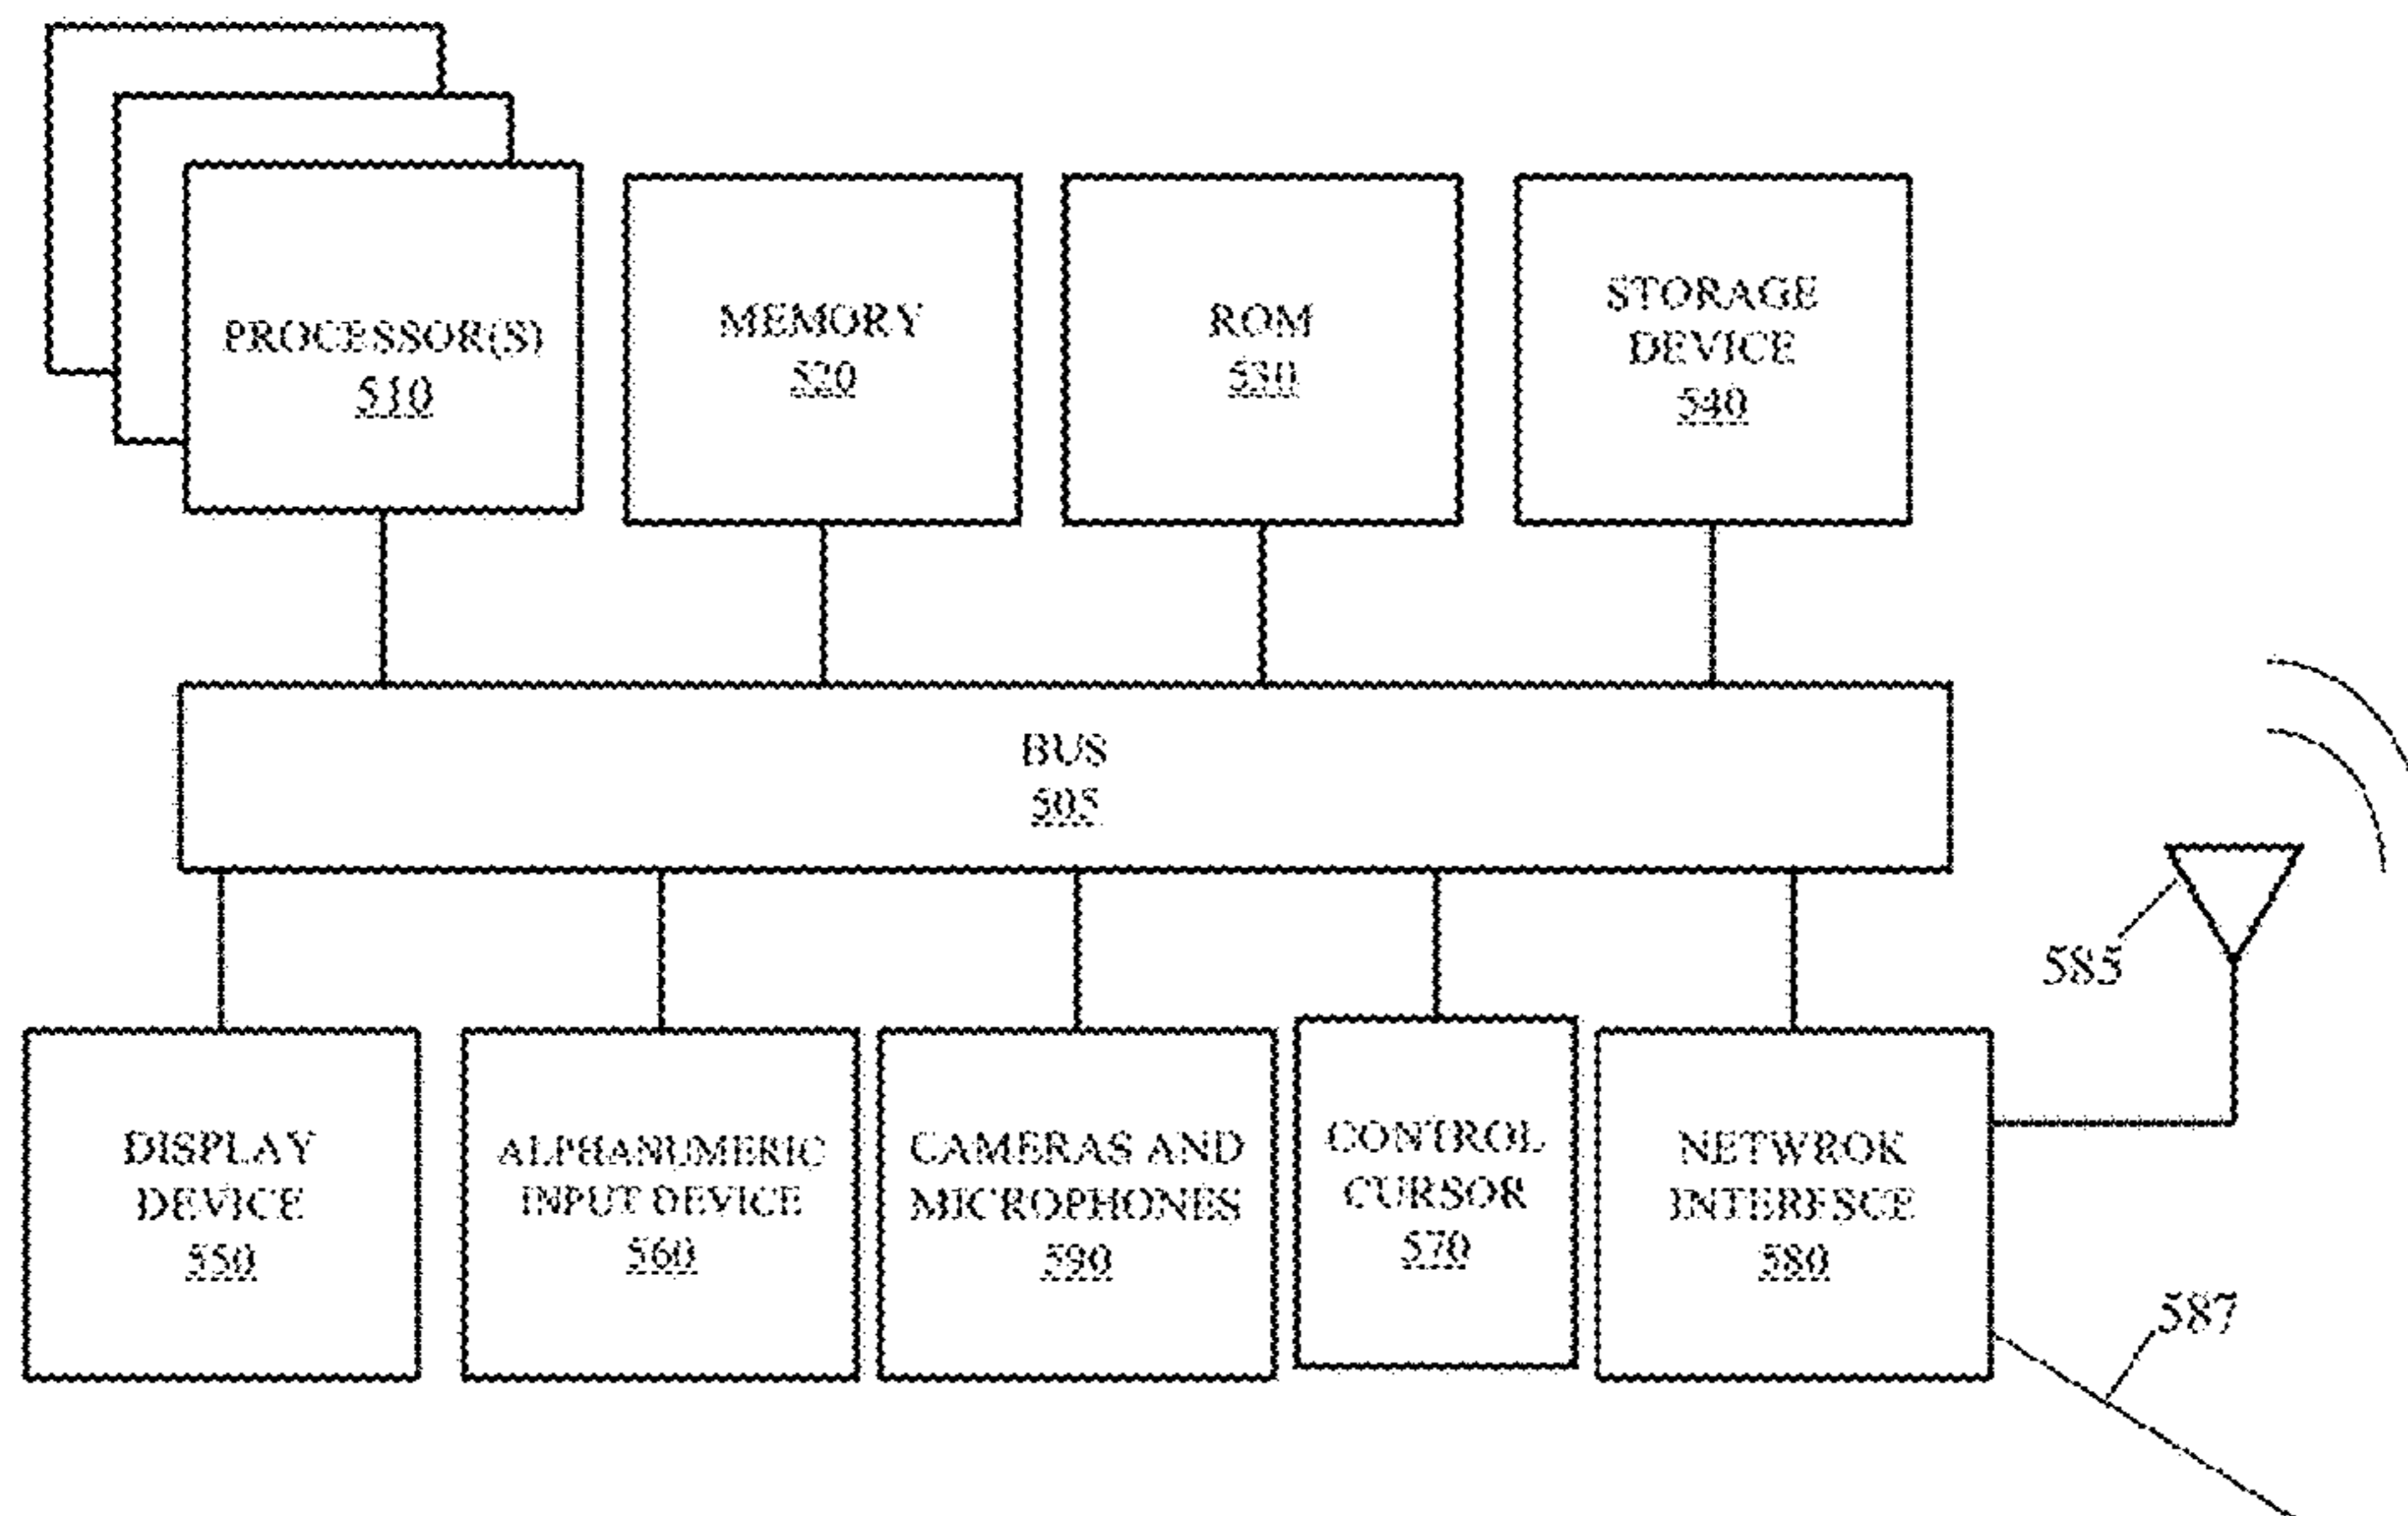 PROCESSOR(S)
510
MEMORY
520
ROM
530
STORAGE
DEVICE
540
BUS
505
585
DISPLAY
DEVICE
550
ALPHANUMERIC
INPUT DEVICE
560
CAMERAS AND
MICROPHONES
590
CONTROL
CURSOR
570
NETWROK
INTERFSCE
580
587